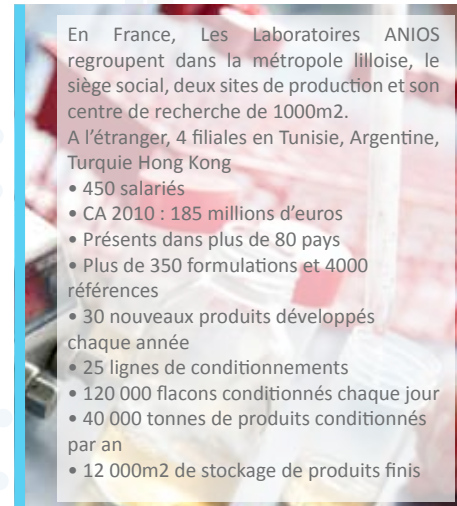 En France, Les Laboratoires ANIOS
regroupent dans la métropole lilloise, le
siège social, deux sites de production et son
centre de recherche de 1000m2.
A l'étranger, 4 filiales en Tunisie, Argentine,
Turquie Hong Kong
• 450 salariés
• CA 2010 : 185 millions d'euros
• Présents dans plus de 80 pays
• Plus de 350 formulations et 4000
références
• 30 nouveaux produits développés
chaque année
• 25 lignes de conditionnements
• 120 000 flacons conditionnés chaque jour
• 40 000 tonnes de produits conditionnés
par an
• 12 000m2 de stockage de produits finis